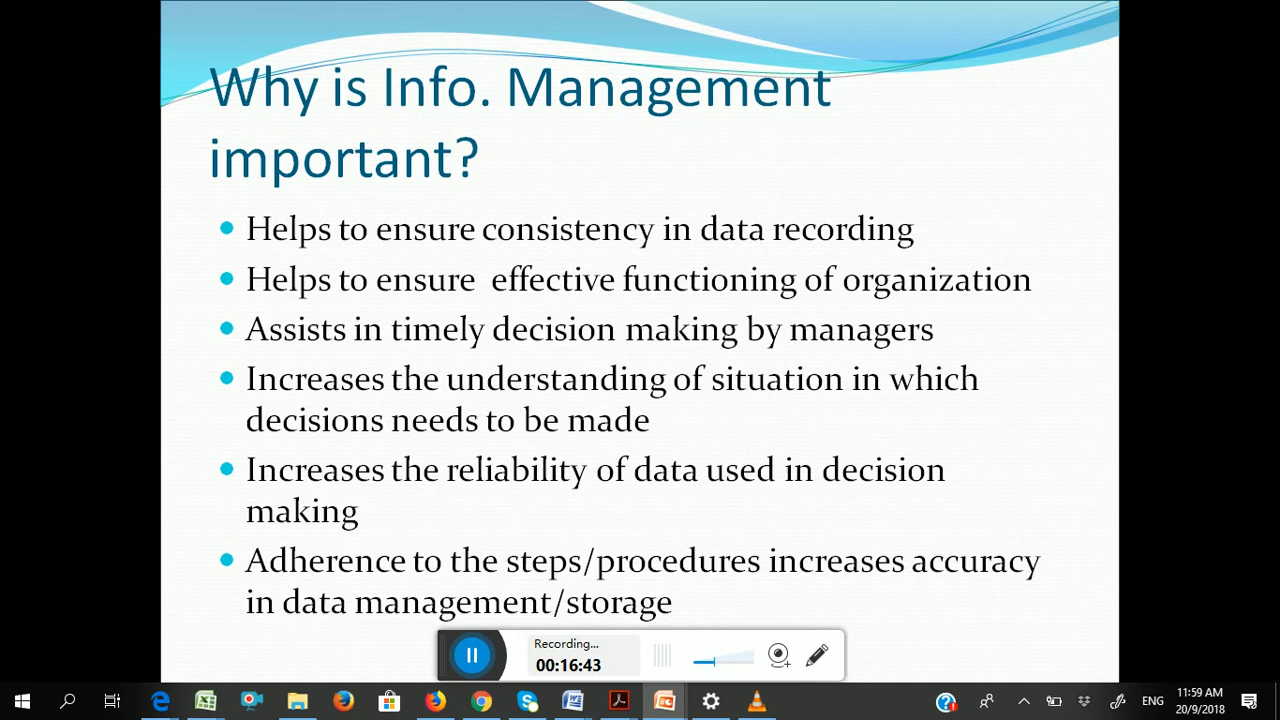 Why is Info. Management
important?
Helps to ensure consistency in data recording
Helps to ensure effective functioning of organization
Assists in timely decision making by managers
Increases the understanding of situation in which
decisions needs to be made
Increases the reliability of data used in decision
making
Adherence to the steps/procedures increases accuracy
in data management/storage
Recording...
00:16:43
ENG
11:59 AM
20/9/2018